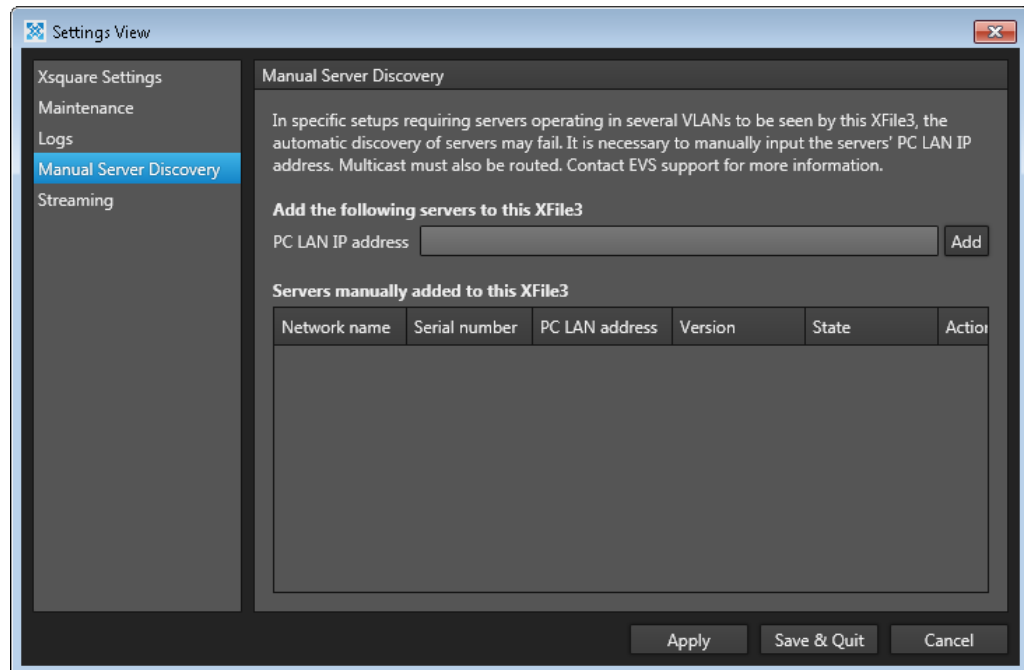 Settings View
Xsquare Settings
Maintenance
Logs
Manual Server Discovery
Streaming
Manual Server Discovery
In specific setups requiring servers operating in several VLANs to be seen by this XFile3, the
automatic discovery of servers may fail. It is necessary to manually input the servers' PC LAN IP
address. Multicast must also be routed. Contact EVS support for more information.
Add the following servers to this XFile3
PC LAN IP address Add
Servers manually added to this XFile3
Network name Serial number PC LAN address Version State Action
Apply Save & Quit Cancel